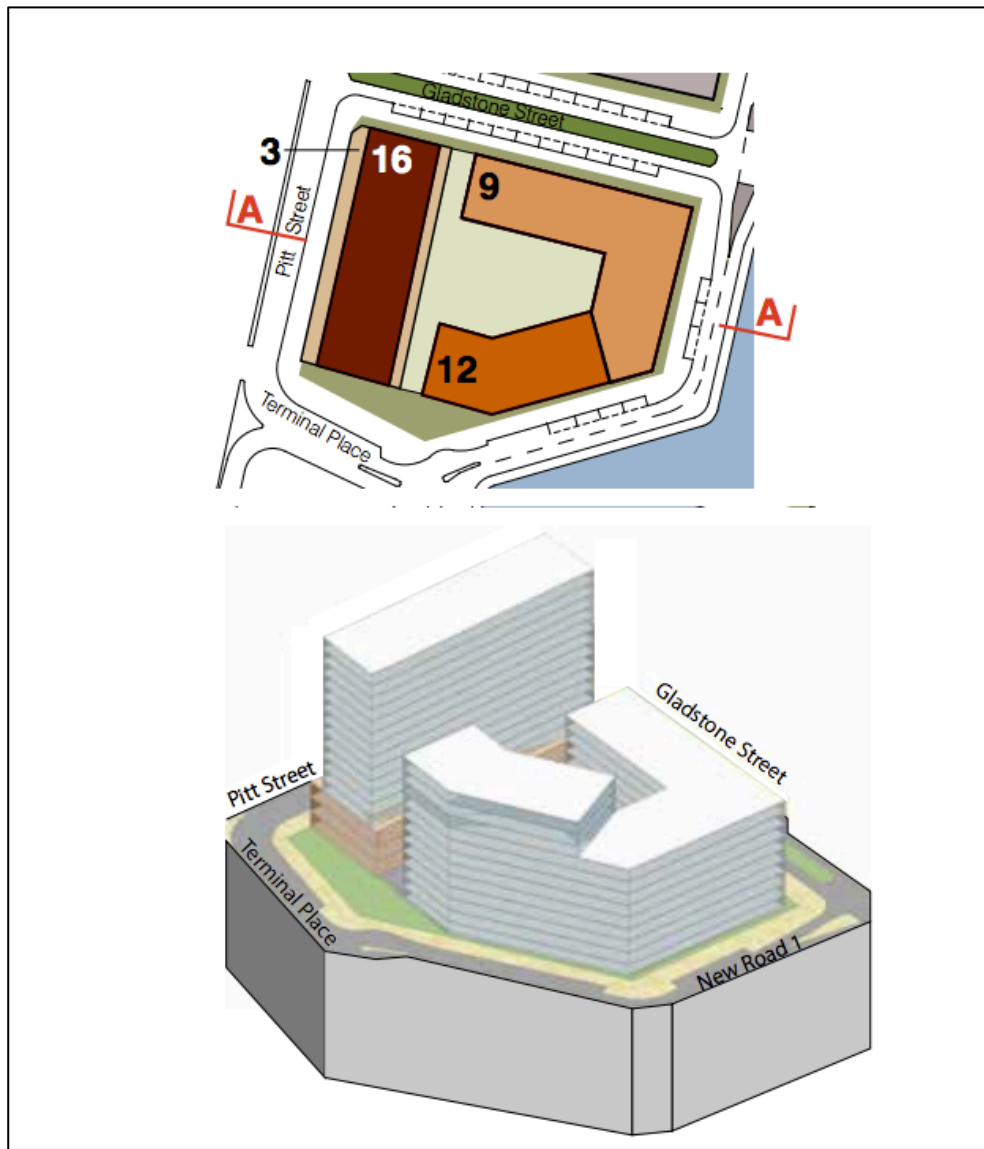 Gladstone Street
3
16
9
A
Pitt Street
A
12
Terminal Place
Gladstone Street
Pitt Street
Terminal Place
New Road 1